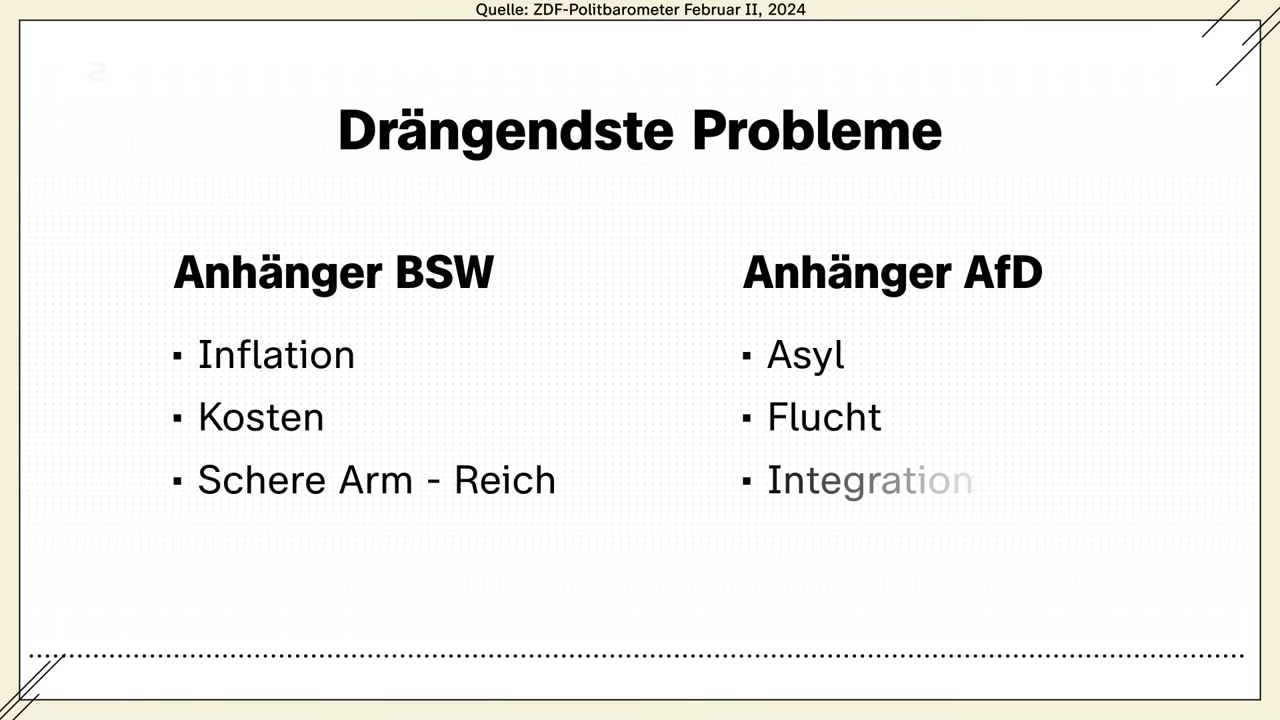 Quelle: ZDF-Politbarometer Februar II, 2024
Drängendste Probleme
Anhänger BSW
▪ Inflation
▪ Kosten
▪ Schere Arm - Reich
Anhänger AfD
▪ Asyl
▪ Flucht
▪ Integration